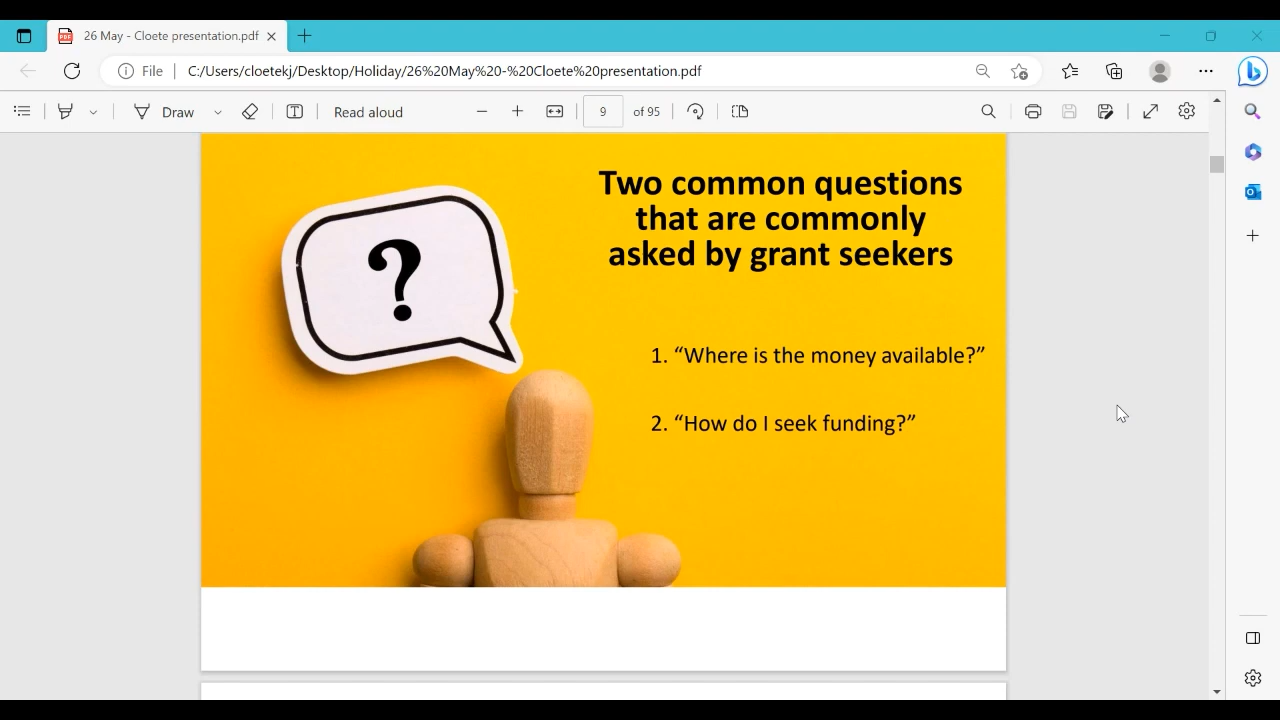 26 May - Cloete presentation.pdf
File
C:/Users/cloetekj/Desktop/Holiday/26%20May%20-%20Cloete%20presentation.pdf
Draw
Read aloud
9
of 95
Two common questions
that are commonly
asked by grant seekers
?
1. “Where is the money available?”
2. “How do I seek funding?”